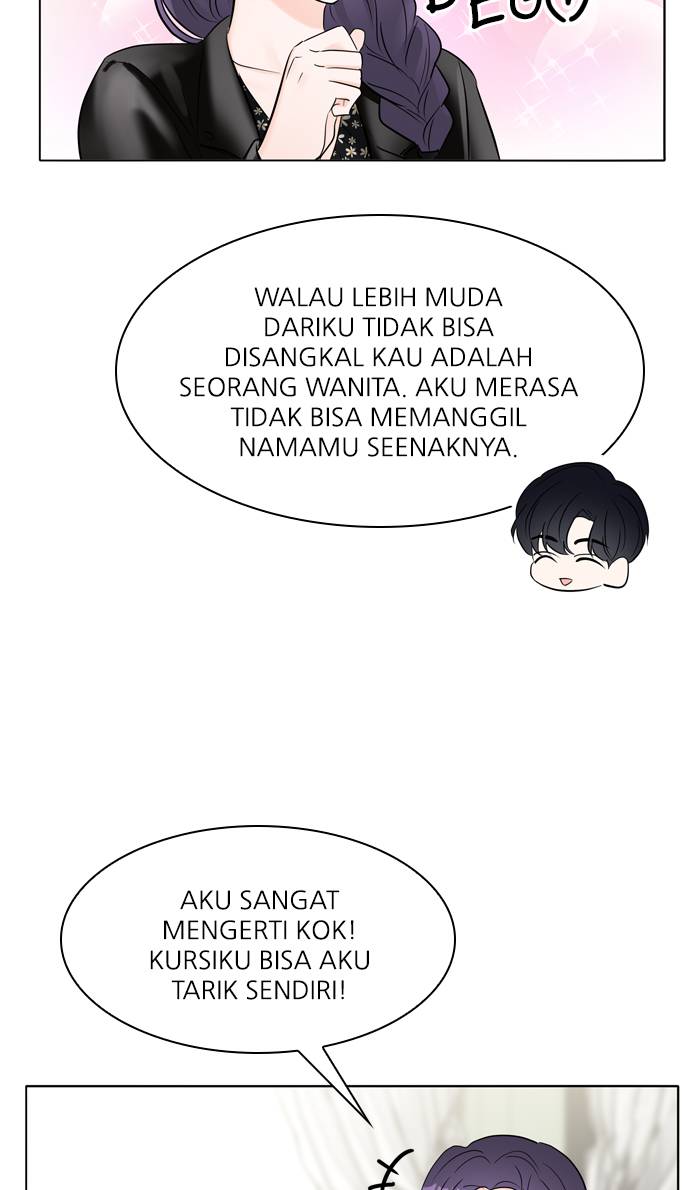 WALAU LEBIH MUDA
DARIKU TIDAK BISA
DISANGKAL KAU ADALAH
SEORANG WANITA. AKU MERASA
TIDAK BISA MEMANGGIL
NAMAMU SEENAKNYA.
AKU SANGAT
MENGERTI KOK!
KURSIKU BISA AKU
TARIK SENDIRI!